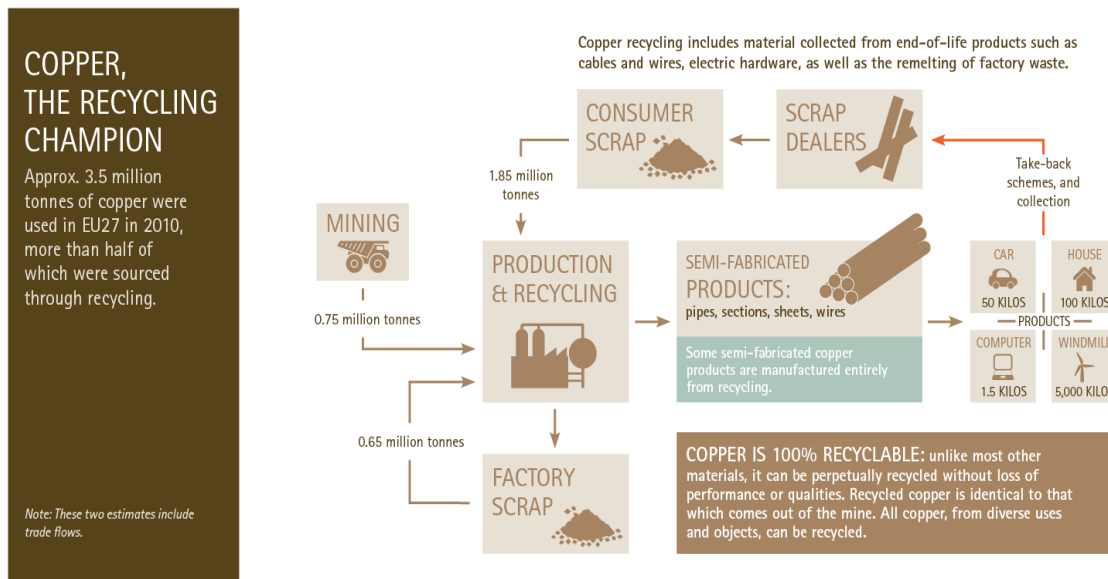 COPPER,
THE RECYCLING
CHAMPION
Approx. 3.5 million
tonnes of copper were
used in EU27 in 2010,
more than half of
which were sourced
through recycling.
Note: These two estimates include
trade flows.
Copper recycling includes material collected from end-of-life products such as
cables and wires, electric hardware, as well as the remelting of factory waste.
CONSUMER
SCRAP
SCRAP
DEALERS
1.85 million
tonnes
Take-back
schemes, and
collection
MINING
0.75 million tonnes
PRODUCTION
& RECYCLING
SEMI-FABRICATED
PRODUCTS:
pipes, sections, sheets, wires
Some semi-fabricated copper
products are manufactured entirely
from recycling.
CAR
50 KILOS
HOUSE
100 KILOS
PRODUCTS
COMPUTER
1.5 KILOS
WINDMILL
5,000 KILOS
0.65 million tonnes
FACTORY
SCRAP
COPPER IS 100% RECYCLABLE: unlike most other
materials, it can be perpetually recycled without loss of
performance or qualities. Recycled copper is identical to that
which comes out of the mine. All copper, from diverse uses
and objects, can be recycled.